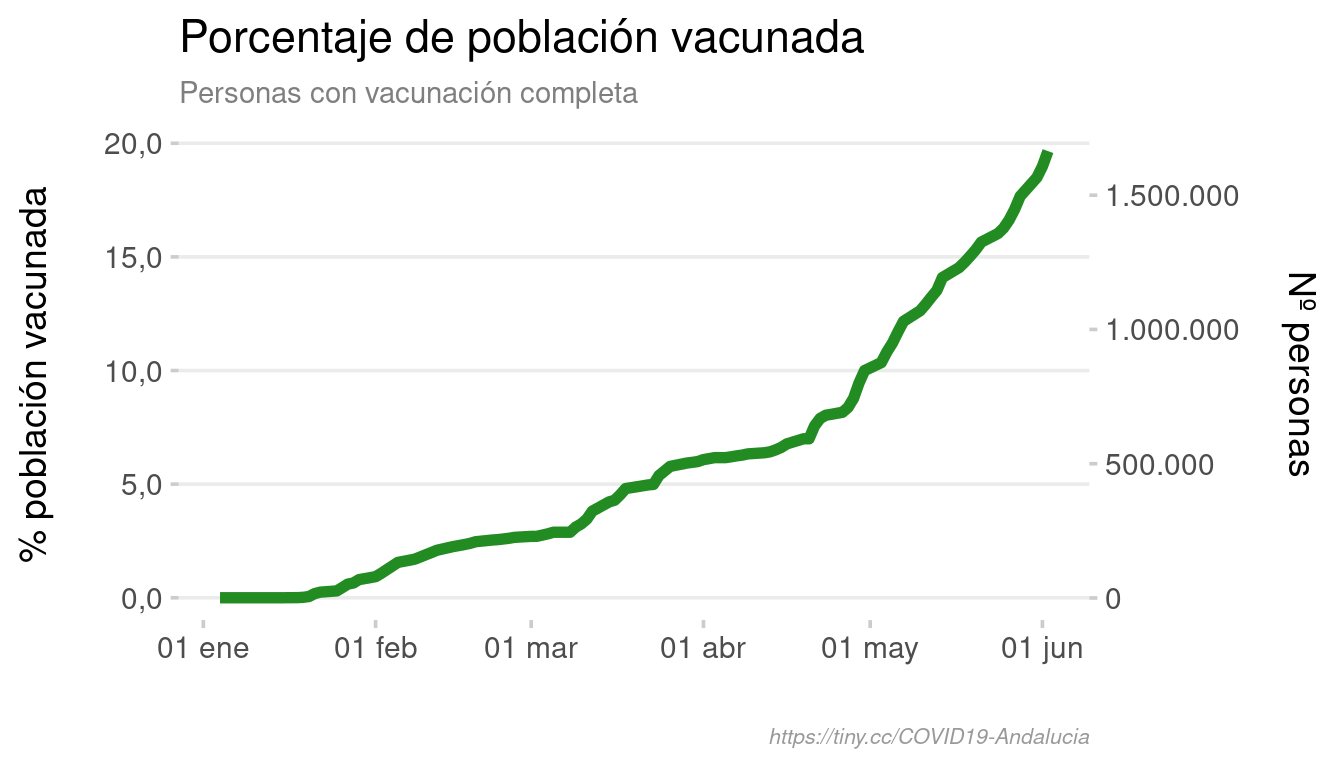 Porcentaje de población vacunada
Personas con vacunación completa
% población vacunada
20,0
15,0
10,0
5,0
0,0
1.500.000
1.000.000
500.000
0
Nº personas
01 ene
01 feb
01 mar
01 abr
01 may
01 jun
https://tiny.cc/COVID19-Andalucia